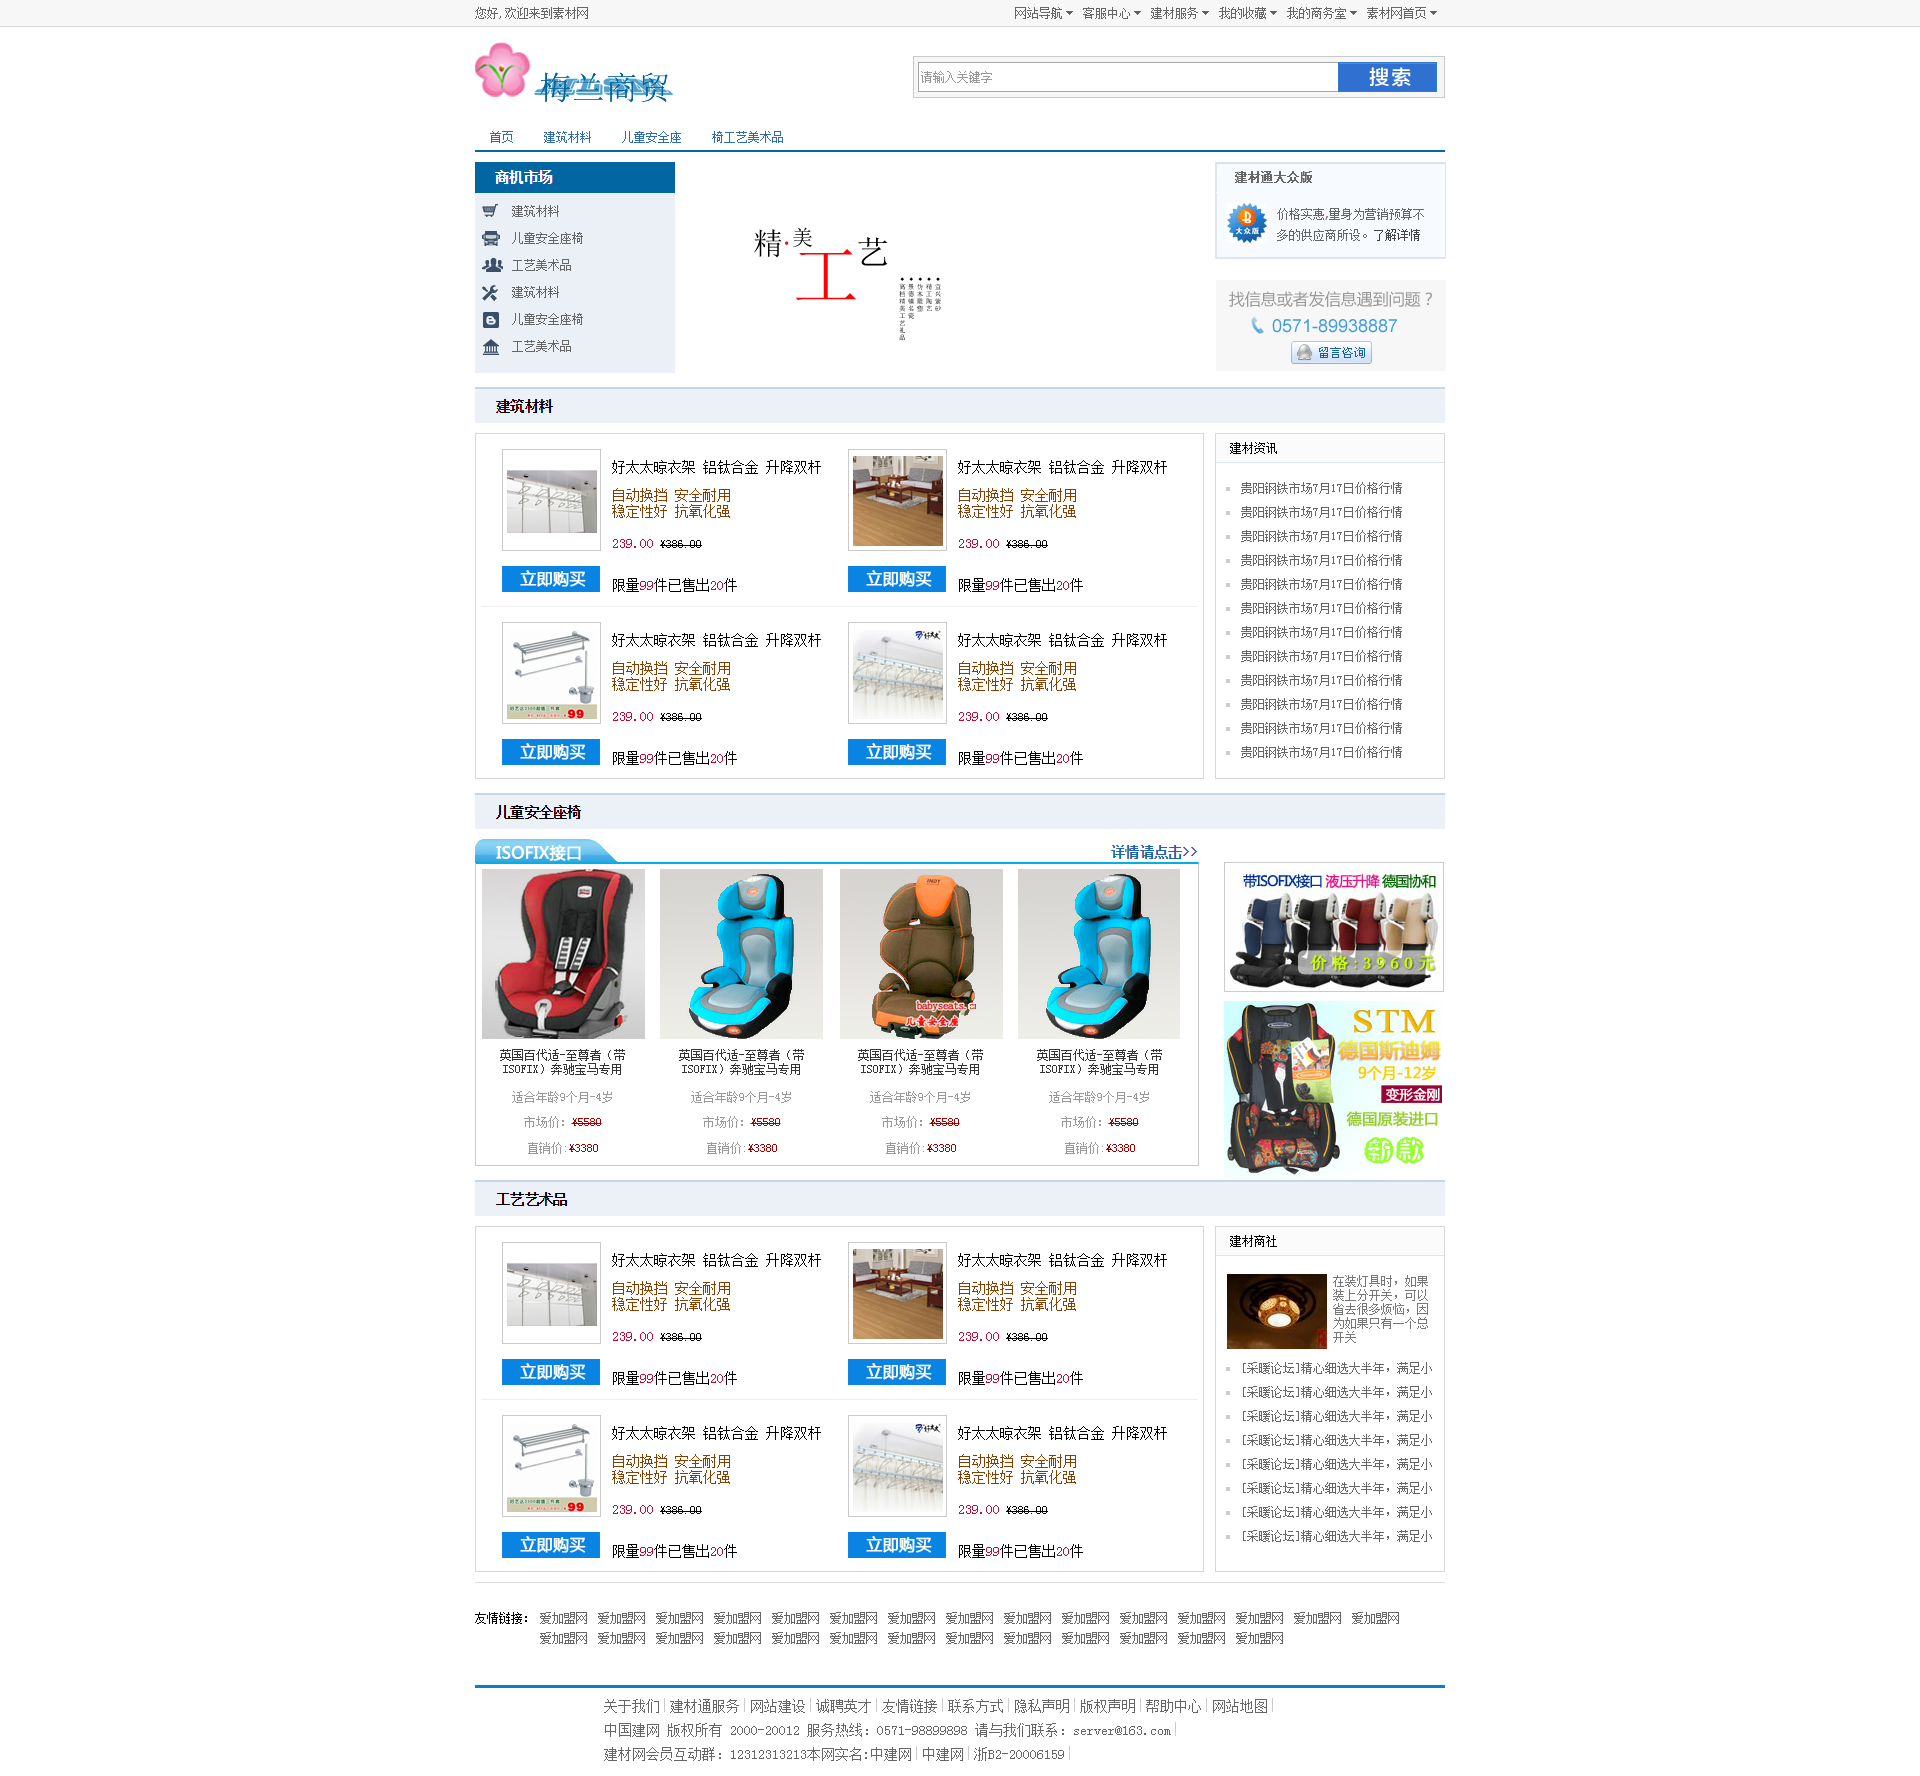 您好,欢迎来到素材网
网站导航 客服中心 建材服务 我的收藏 我的商务室 素材网首页
梅兰商贸
请输入关键字
搜索
首页 建筑材料 儿童安全座 椅工艺美术品
商机市场
建筑材料
儿童安全座椅
工艺美术品
建筑材料
儿童安全座椅
工艺美术品
精·美
工 艺
建材通大众版
大众版
价格实惠,量身为营销预算不
多的供应商所设。了解详情
找信息或者发信息遇到问题？
0571-89938887
留言咨询
建筑材料
好太太晾衣架 铝钛合金 升降双杆
自动换挡 安全耐用
稳定性好 抗氧化强
239.00 ¥386.00
立即购买 限量99件已售出20件
好太太晾衣架 铝钛合金 升降双杆
自动换挡 安全耐用
稳定性好 抗氧化强
239.00 ¥386.00
立即购买 限量99件已售出20件
99
好太太晾衣架 铝钛合金 升降双杆
自动换挡 安全耐用
稳定性好 抗氧化强
239.00 ¥386.00
立即购买 限量99件已售出20件
好太太
好太太晾衣架 铝钛合金 升降双杆
自动换挡 安全耐用
稳定性好 抗氧化强
239.00 ¥386.00
立即购买 限量99件已售出20件
建材资讯
贵阳钢铁市场7月17日价格行情
贵阳钢铁市场7月17日价格行情
贵阳钢铁市场7月17日价格行情
贵阳钢铁市场7月17日价格行情
贵阳钢铁市场7月17日价格行情
贵阳钢铁市场7月17日价格行情
贵阳钢铁市场7月17日价格行情
贵阳钢铁市场7月17日价格行情
贵阳钢铁市场7月17日价格行情
贵阳钢铁市场7月17日价格行情
贵阳钢铁市场7月17日价格行情
贵阳钢铁市场7月17日价格行情
儿童安全座椅
ISOFIX接口 详情请点击>>
英国百代适-至尊者（带
ISOFIX）奔驰宝马专用
适合年龄9个月-4岁
市场价: ¥5580
直销价:¥3380
英国百代适-至尊者（带
ISOFIX）奔驰宝马专用
适合年龄9个月-4岁
市场价: ¥5580
直销价:¥3380
babyseats.c
儿童安全座
英国百代适-至尊者（带
ISOFIX）奔驰宝马专用
适合年龄9个月-4岁
市场价: ¥5580
直销价:¥3380
英国百代适-至尊者（带
ISOFIX）奔驰宝马专用
适合年龄9个月-4岁
市场价: ¥5580
直销价:¥3380
带ISOFIX接口 液压升降 德国协和
价格:3960元
STM
德国斯迪姆
9个月-12岁
变形金刚
德国原装进口
新款
工艺艺术品
好太太晾衣架 铝钛合金 升降双杆
自动换挡 安全耐用
稳定性好 抗氧化强
239.00 ¥386.00
立即购买 限量99件已售出20件
好太太晾衣架 铝钛合金 升降双杆
自动换挡 安全耐用
稳定性好 抗氧化强
239.00 ¥386.00
立即购买 限量99件已售出20件
99
好太太晾衣架 铝钛合金 升降双杆
自动换挡 安全耐用
稳定性好 抗氧化强
239.00 ¥386.00
立即购买 限量99件已售出20件
好太太
好太太晾衣架 铝钛合金 升降双杆
自动换挡 安全耐用
稳定性好 抗氧化强
239.00 ¥386.00
立即购买 限量99件已售出20件
建材商社
在装灯具时，如果
装上分开关，可以
省去很多烦恼，因
为如果只有一个总
开关
[采暖论坛]精心细选大半年，满足小
[采暖论坛]精心细选大半年，满足小
[采暖论坛]精心细选大半年，满足小
[采暖论坛]精心细选大半年，满足小
[采暖论坛]精心细选大半年，满足小
[采暖论坛]精心细选大半年，满足小
[采暖论坛]精心细选大半年，满足小
[采暖论坛]精心细选大半年，满足小
友情链接: 爱加盟网 爱加盟网 爱加盟网 爱加盟网 爱加盟网 爱加盟网 爱加盟网 爱加盟网 爱加盟网 爱加盟网 爱加盟网 爱加盟网 爱加盟网 爱加盟网 爱加盟网
爱加盟网 爱加盟网 爱加盟网 爱加盟网 爱加盟网 爱加盟网 爱加盟网 爱加盟网 爱加盟网 爱加盟网 爱加盟网 爱加盟网 爱加盟网
关于我们| 建材通服务| 网站建设| 诚聘英才| 友情链接| 联系方式| 隐私声明| 版权声明| 帮助中心| 网站地图|
中国建网 版权所有 2000-20012 服务热线: 0571-98899898 请与我们联系: server@163.com|
建材网会员互动群: 12312313213本网实名:中建网| 中建网| 浙B2-20006159|